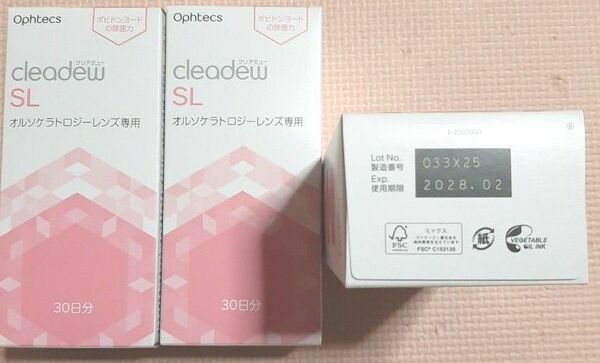 Ophtecs
ポビドンヨード
の除菌力
クリアデュー
cleadew
SL
オルソケラトロジーレンズ専用
30日分
Ophtecs
ポビドンヨード
の除菌力
クリアデュー
cleadew
SL
オルソケラトロジーレンズ専用
30日分
Lot No.
製造番号
033X25
Exp.
使用期限
2028.02
FSC
ミックス
FSC® C153139
紙
VEGETABLE
OIL INK